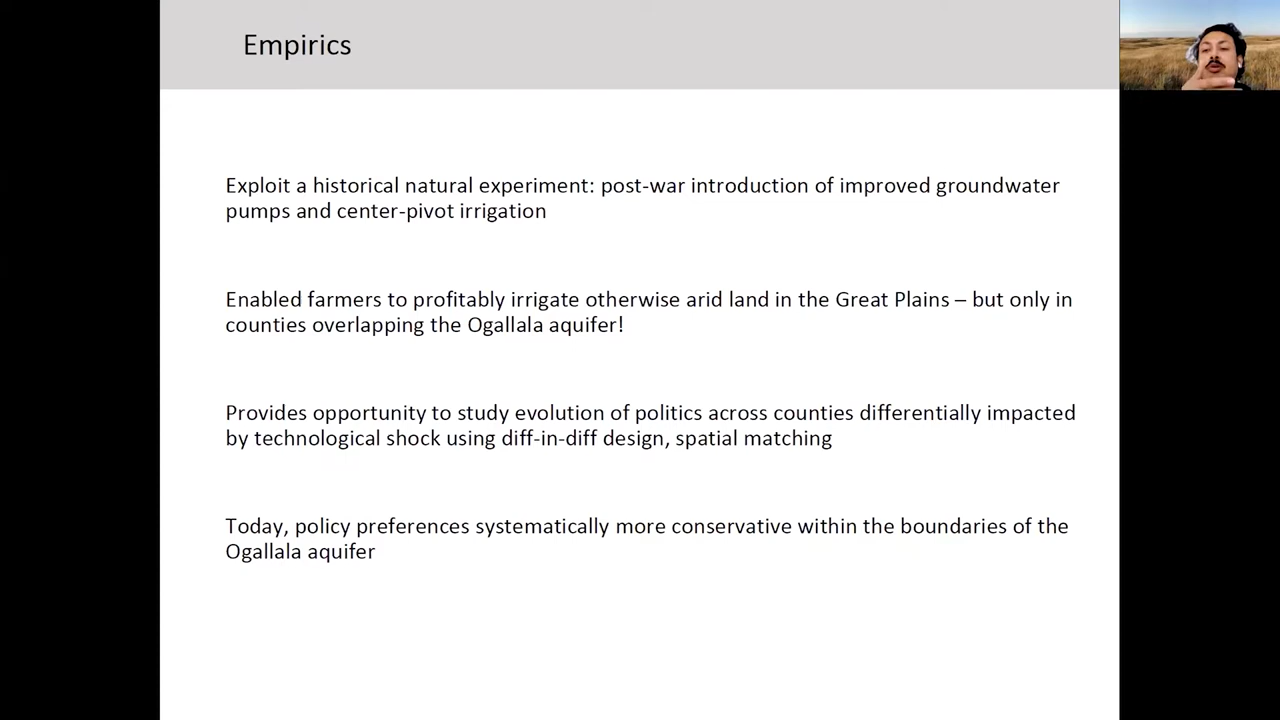 Empirics
Exploit a historical natural experiment: post-war introduction of improved groundwater
pumps and center-pivot irrigation
Enabled farmers to profitably irrigate otherwise arid land in the Great Plains – but only in
counties overlapping the Ogallala aquifer!
Provides opportunity to study evolution of politics across counties differentially impacted
by technological shock using diff-in-diff design, spatial matching
Today, policy preferences systematically more conservative within the boundaries of the
Ogallala aquifer